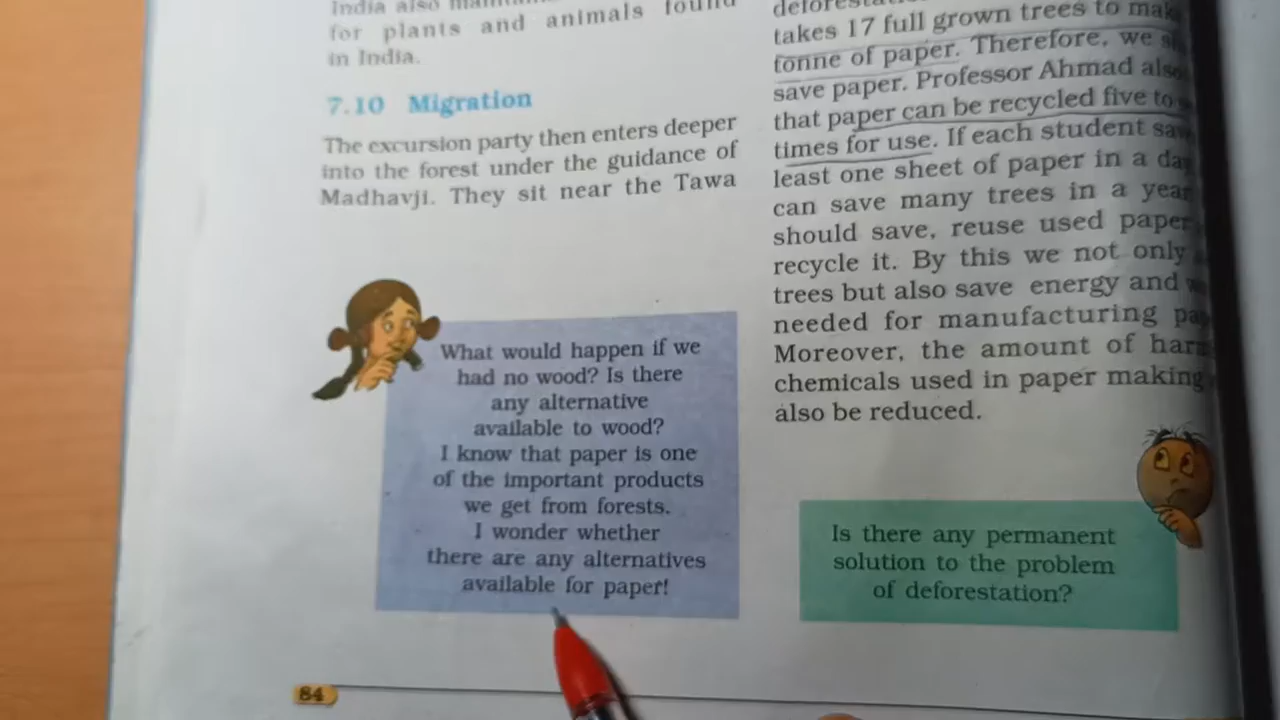 India also
for plants and animals found
in India.
7.10 Migration
The excursion party then enters deeper
into the forest under the guidance of
Madhavji. They sit near the Tawa
What would happen if we
had no wood? Is there
any alternative
available to wood?
I know that paper is one
of the important products
we get from forests.
I wonder whether
there are any alternatives
available for paper!
84
takes 17 full grown trees to
tonne of paper. Therefore, we
save paper. Professor Ahmad also
that paper can be recycled five to
times for use. If each student
least one sheet of paper in a
can save many trees in a year
should save, reuse used paper
recycle it. By this we not only
trees but also save energy and
needed for manufacturing
Moreover, the amount of
chemicals used in paper making
also be reduced.
Is there any permanent
solution to the problem
of deforestation?